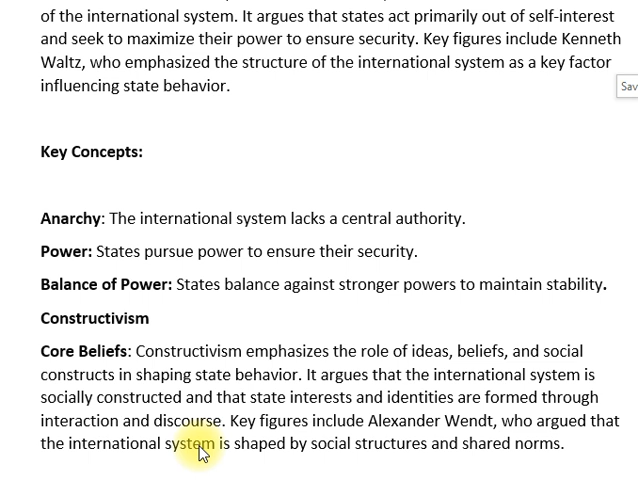 of the international system. It argues that states act primarily out of self-interest
and seek to maximize their power to ensure security. Key figures include Kenneth
Waltz, who emphasized the structure of the international system as a key factor
influencing state behavior.
Sav
Key Concepts:
Anarchy: The international system lacks a central authority.
Power: States pursue power to ensure their security.
Balance of Power: States balance against stronger powers to maintain stability.
Constructivism
Core Beliefs: Constructivism emphasizes the role of ideas, beliefs, and social
constructs in shaping state behavior. It argues that the international system is
socially constructed and that state interests and identities are formed through
interaction and discourse. Key figures include Alexander Wendt, who argued that
the international system is shaped by social structures and shared norms.